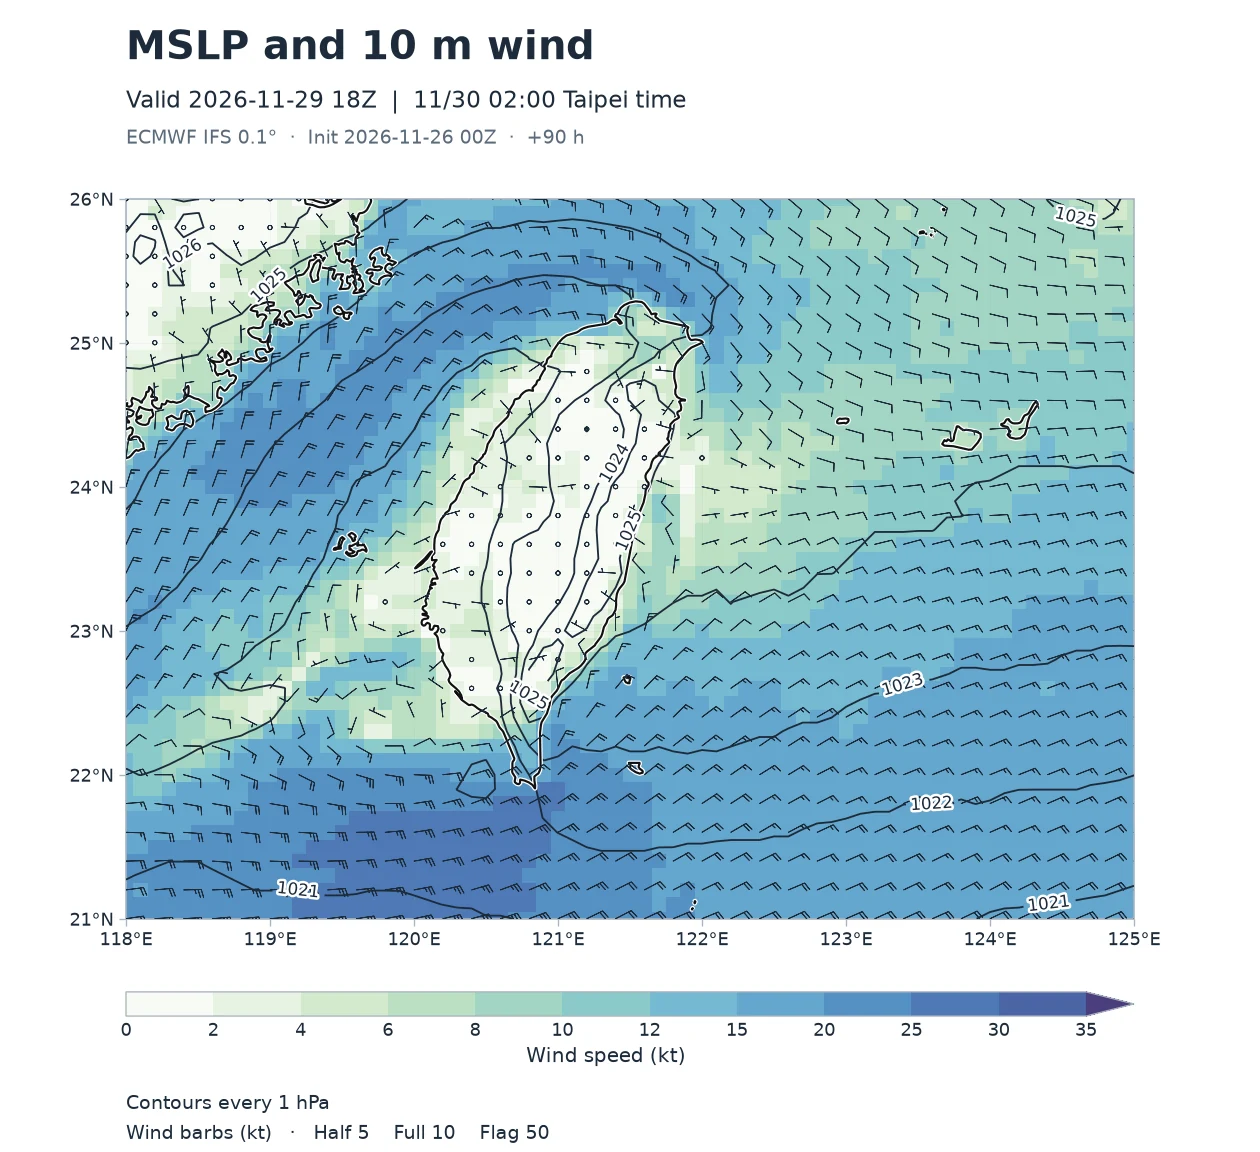 MSLP and 10 m wind
Valid 2026-11-29 18Z | 11/30 02:00 Taipei time
ECMWF IFS 0.1° · Init 2026-11-26 00Z · +90 h
26°N
25°N
24°N
23°N
22°N
21°N
1025
1026
1025
1024
1025
1025
1023
1022
1021
1021
118°E 119°E 120°E 121°E 122°E 123°E 124°E 125°E
0 2 4 6 8 10 12 15 20 25 30 35
Wind speed (kt)
Contours every 1 hPa
Wind barbs (kt) · Half 5 Full 10 Flag 50